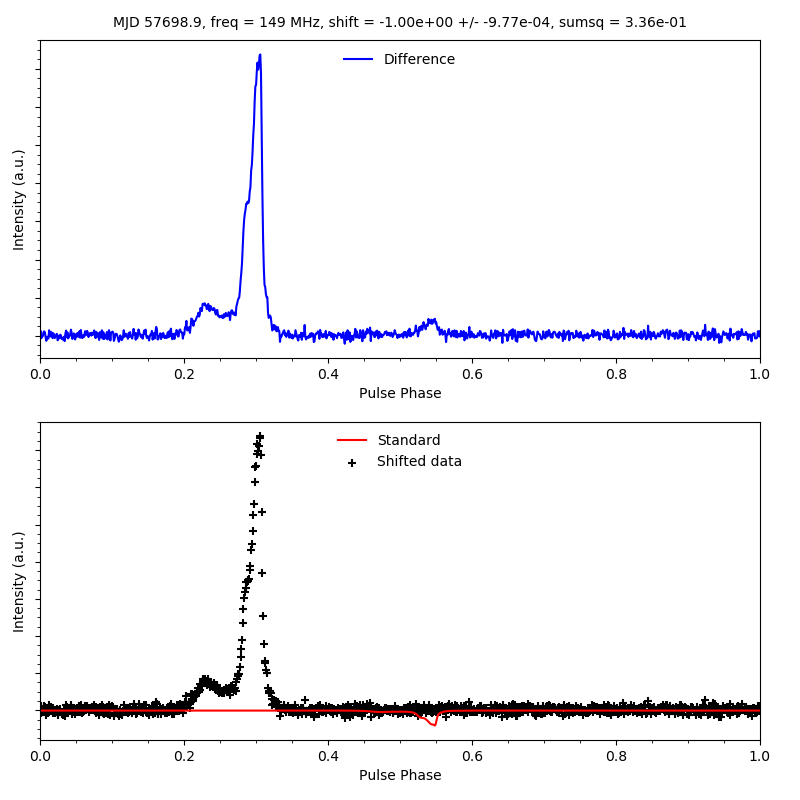 MJD 57698.9, freq = 149 MHz, shift = -1.00e+00 +/- -9.77e-04, sumsq = 3.36e-01
Difference
Intensity (a.u.)
0.0 0.2 0.4 0.6 0.8 1.0
Pulse Phase
Standard
Shifted data
Intensity (a.u.)
0.0 0.2 0.4 0.6 0.8 1.0
Pulse Phase